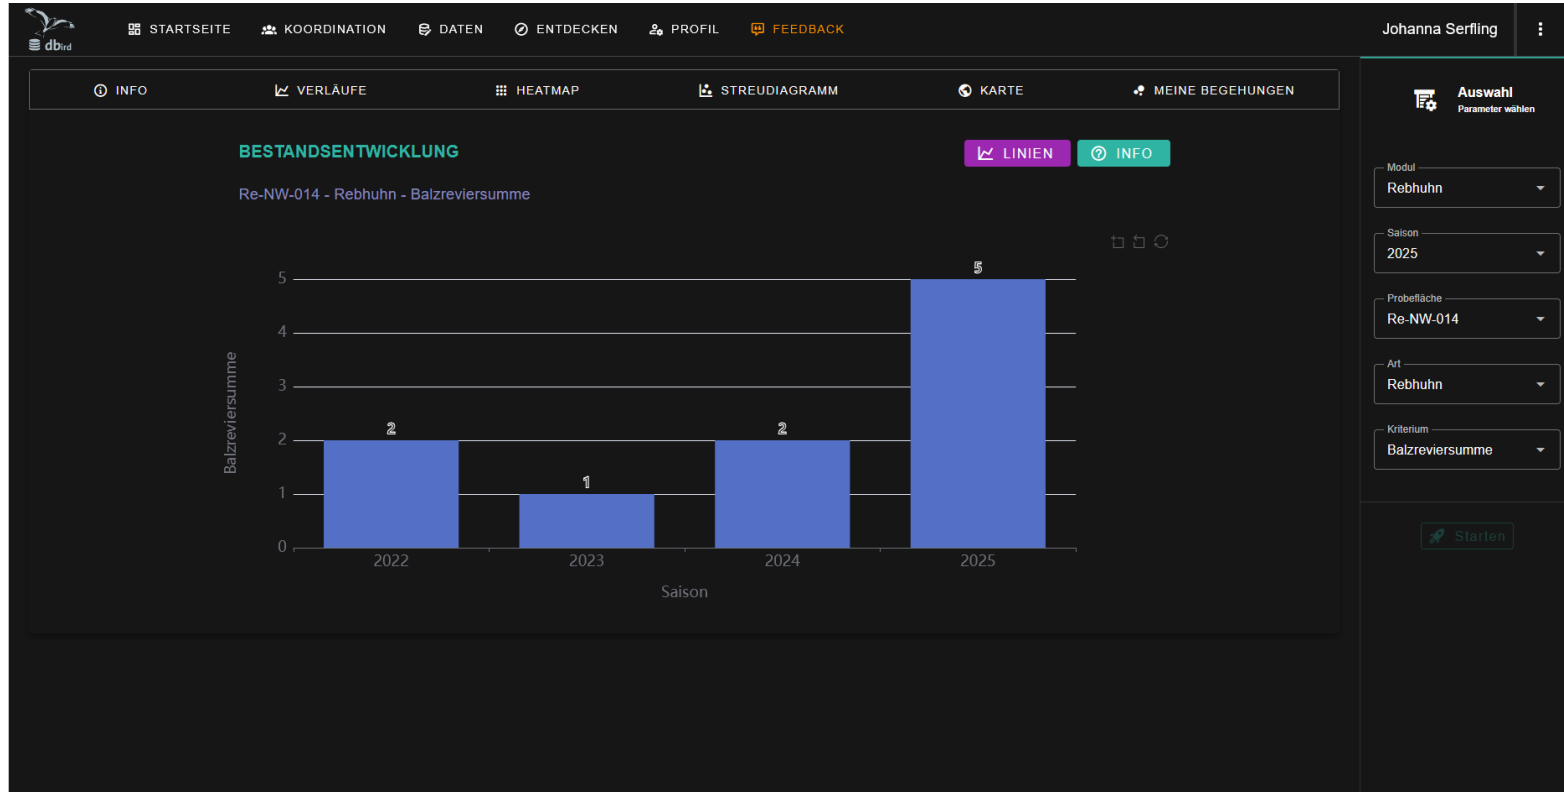 dbird
STARTSEITE
KOORDINATION
DATEN
ENTDECKEN
PROFIL
FEEDBACK
Johanna Serfling
INFO
VERLÄUFE
HEATMAP
STREUDIAGRAMM
KARTE
MEINE BEGEHUNGEN
BESTANDSENTWICKLUNG
LINIEN
INFO
Re-NW-014 - Rebhuhn - Balzreviersumme
Balzreviersumme
5
4
3
2
1
0
2
1
2
5
2022
2023
2024
2025
Saison
Auswahl
Parameter wählen
Modul
Rebhuhn
Saison
2025
Probefläche
Re-NW-014
Art
Rebhuhn
Kriterium
Balzreviersumme
Starten